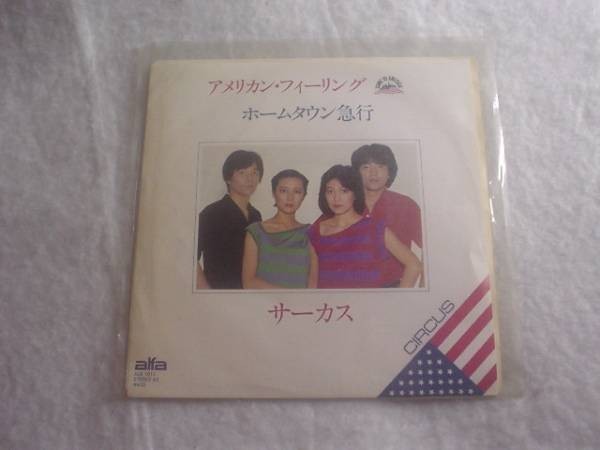 アメリカン・フィーリング
ホームタウン急行
サーカス
CIRCUS
alfa